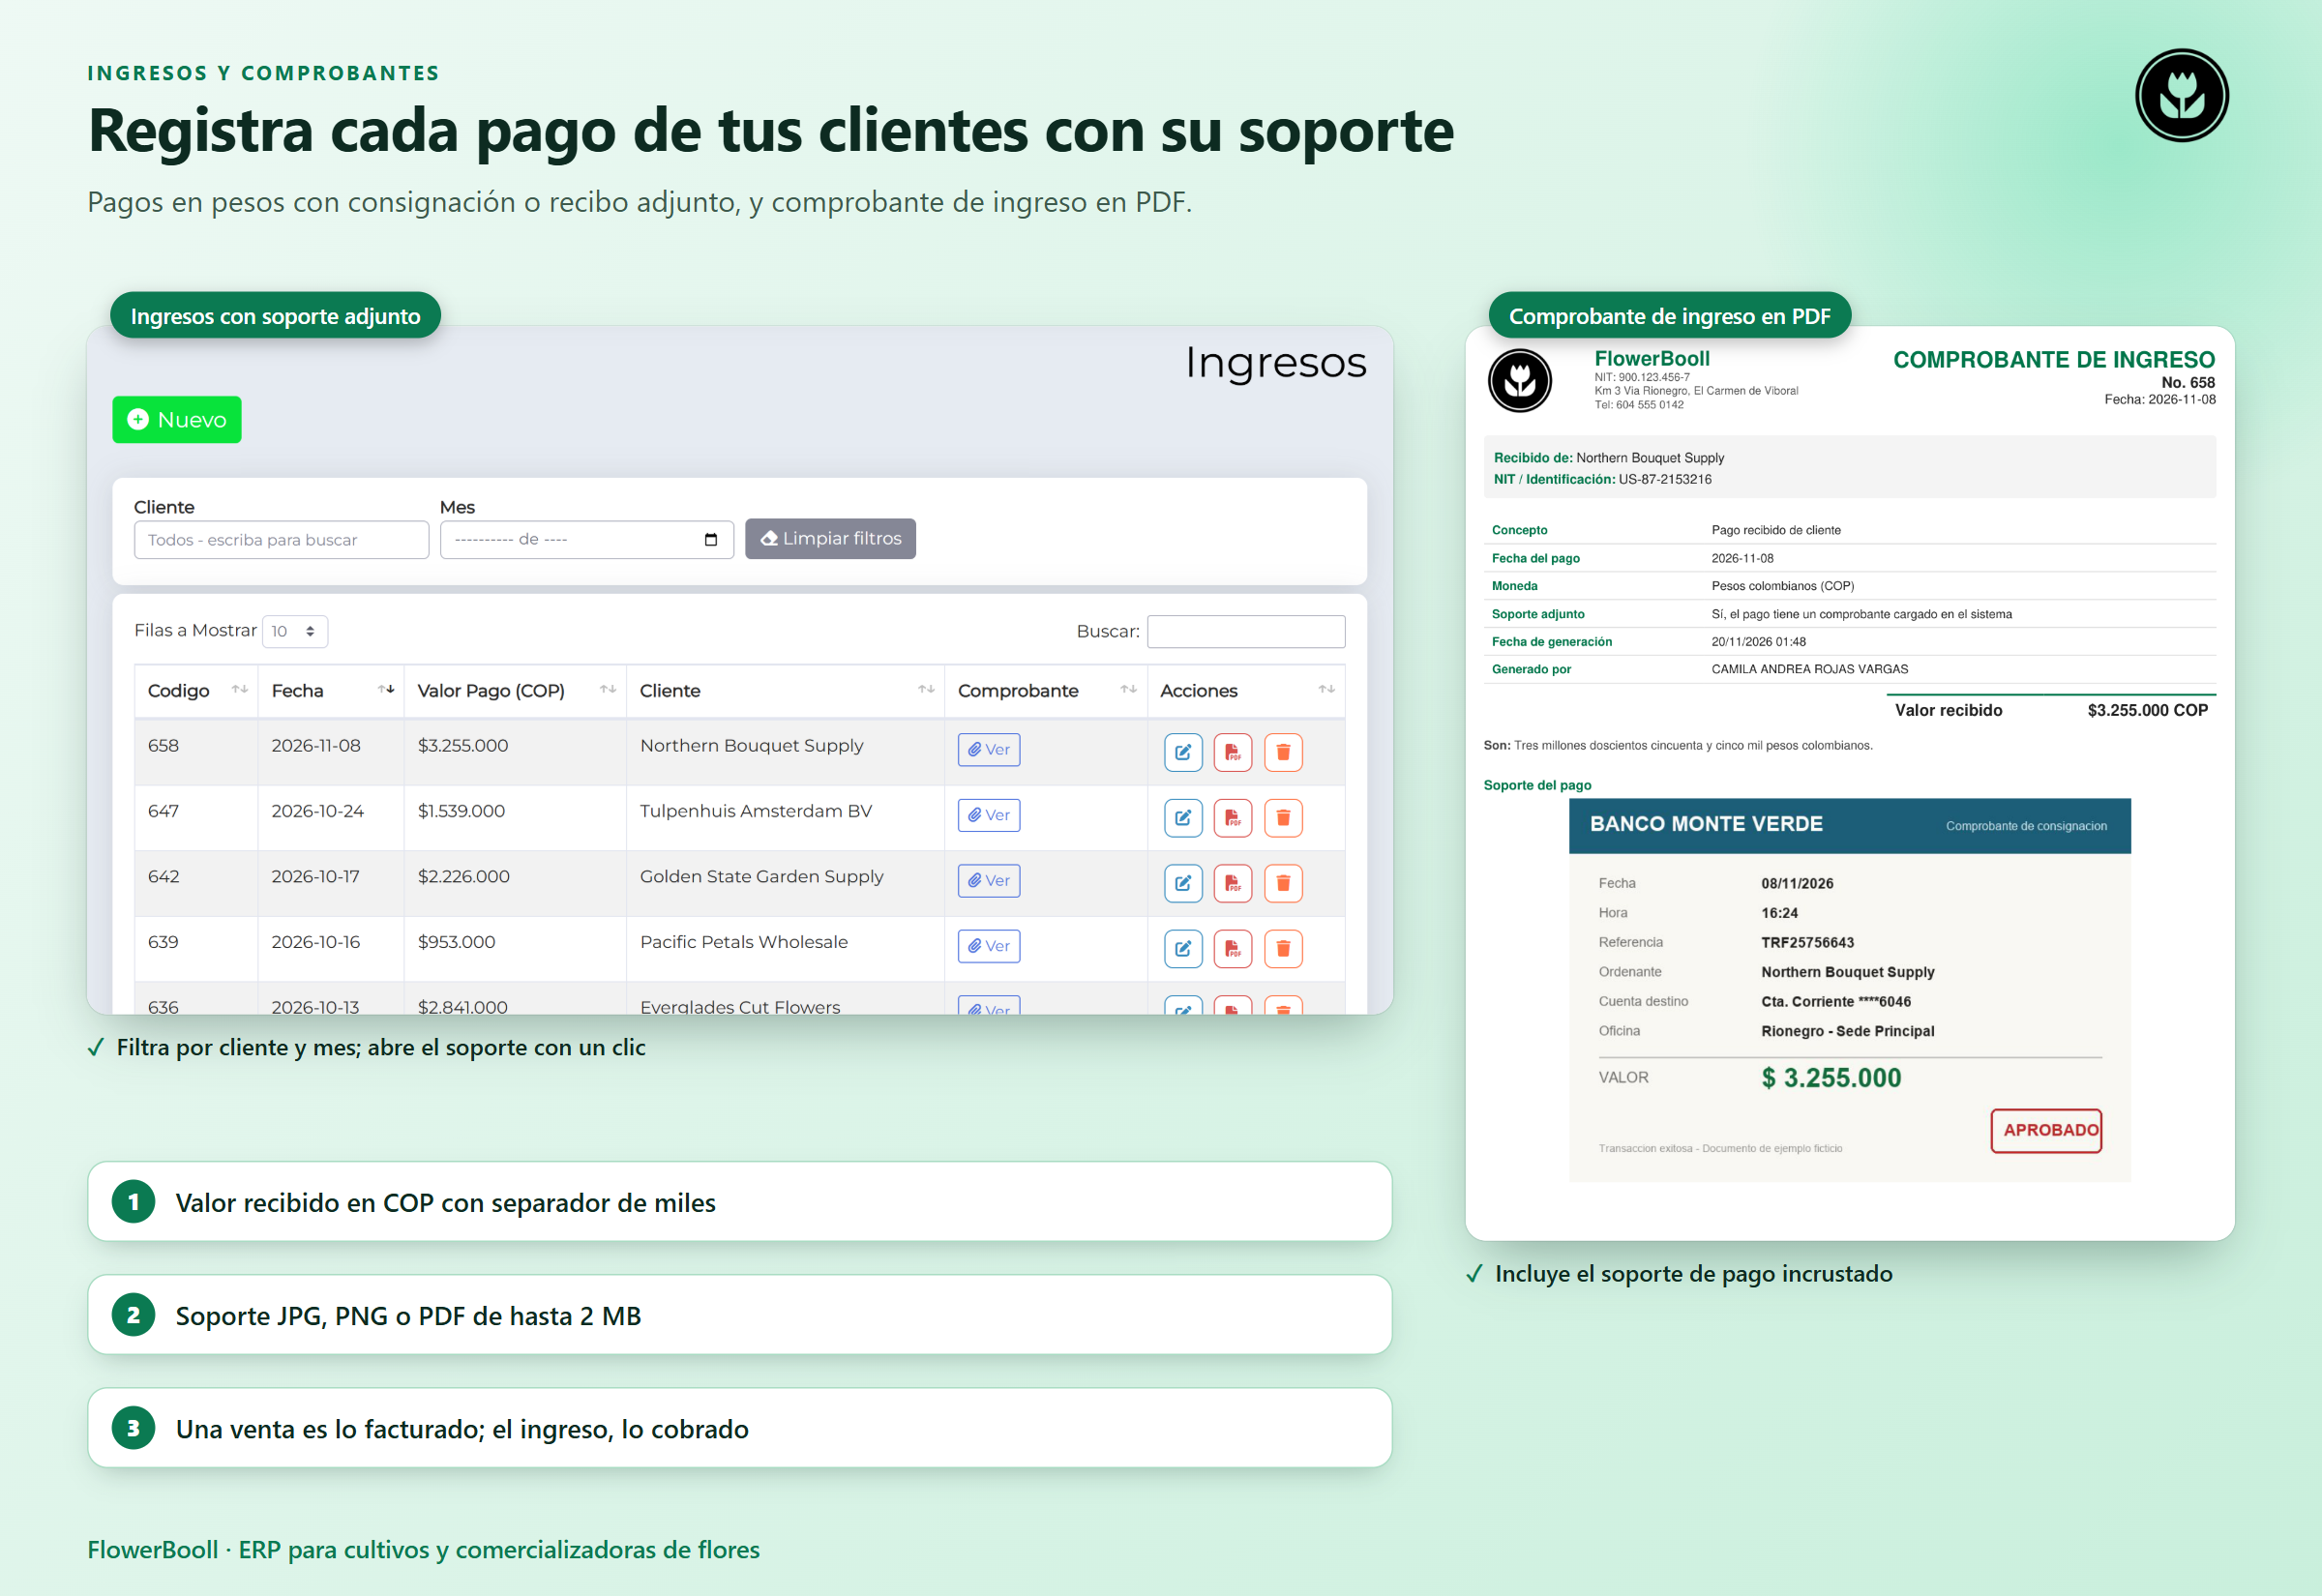 INGRESOS Y COMPROBANTES
Registra cada pago de tus clientes con su soporte
Pagos en pesos con consignación o recibo adjunto, y comprobante de ingreso en PDF.
Ingresos con soporte adjunto
Ingresos
Nuevo
Cliente Mes
Todos - escriba para buscar ---------- de ---- Limpiar filtros
Filas a Mostrar 10 Buscar:
Codigo Fecha Valor Pago (COP) Cliente Comprobante Acciones
658 2026-11-08 $3.255.000 Northern Bouquet Supply Ver PDF
647 2026-10-24 $1.539.000 Tulpenhuis Amsterdam BV Ver PDF
642 2026-10-17 $2.226.000 Golden State Garden Supply Ver PDF
639 2026-10-16 $953.000 Pacific Petals Wholesale Ver PDF
636 2026-10-13 $2.841.000 Everglades Cut Flowers Ver
✓ Filtra por cliente y mes; abre el soporte con un clic
1 Valor recibido en COP con separador de miles
2 Soporte JPG, PNG o PDF de hasta 2 MB
3 Una venta es lo facturado; el ingreso, lo cobrado
Comprobante de ingreso en PDF
FlowerBooll
NIT: 900.123.456-7
Km 3 Via Rionegro, El Carmen de Viboral
Tel: 604 555 0142
COMPROBANTE DE INGRESO
No. 658
Fecha: 2026-11-08
Recibido de: Northern Bouquet Supply
NIT / Identificación: US-87-2153216
Concepto Pago recibido de cliente
Fecha del pago 2026-11-08
Moneda Pesos colombianos (COP)
Soporte adjunto Sí, el pago tiene un comprobante cargado en el sistema
Fecha de generación 20/11/2026 01:48
Generado por CAMILA ANDREA ROJAS VARGAS
Valor recibido $3.255.000 COP
Son: Tres millones doscientos cincuenta y cinco mil pesos colombianos.
Soporte del pago
BANCO MONTE VERDE Comprobante de consignacion
Fecha 08/11/2026
Hora 16:24
Referencia TRF25756643
Ordenante Northern Bouquet Supply
Cuenta destino Cta. Corriente ****6046
Oficina Rionegro - Sede Principal
VALOR $ 3.255.000
APROBADO
Transaccion exitosa - Documento de ejemplo ficticio
✓ Incluye el soporte de pago incrustado
FlowerBooll · ERP para cultivos y comercializadoras de flores